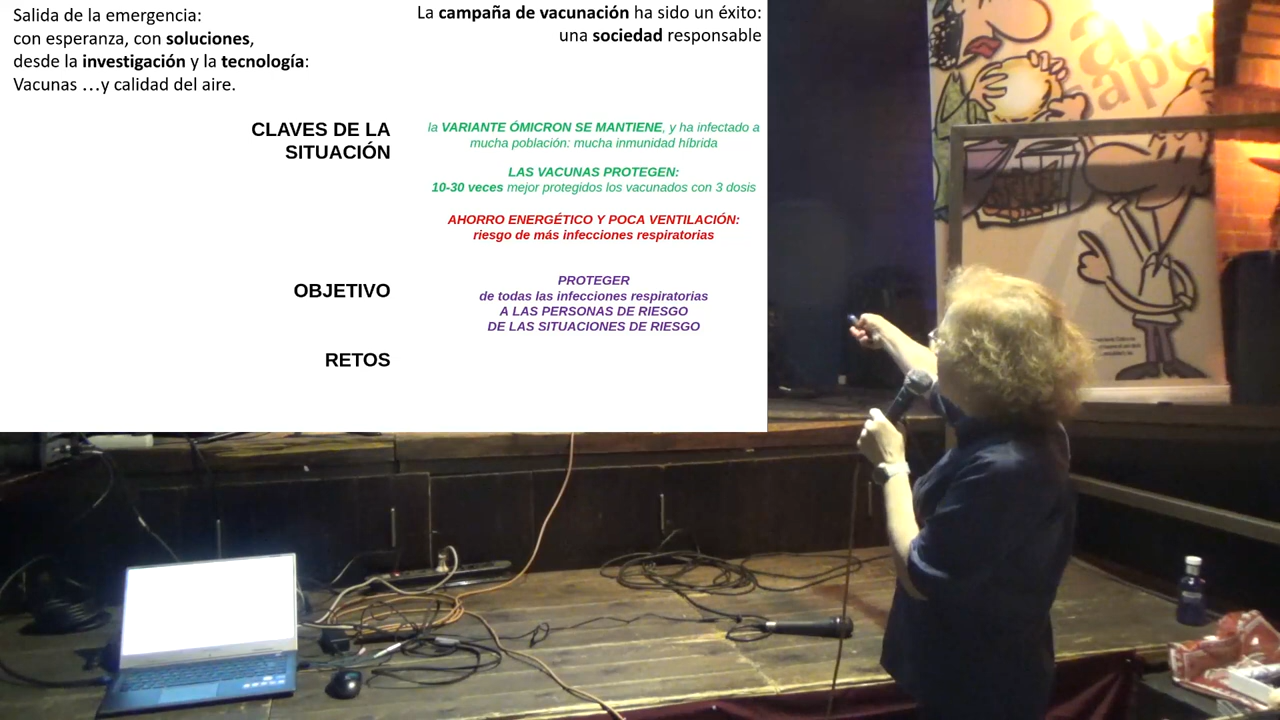 Salida de la emergencia:
con esperanza, con soluciones,
desde la investigación y la tecnología:
Vacunas …y calidad del aire.
La campaña de vacunación ha sido un éxito:
una sociedad responsable
CLAVES DE LA
SITUACIÓN
la VARIANTE ÓMICRON SE MANTIENE, y ha infectado a
mucha población: mucha inmunidad híbrida
LAS VACUNAS PROTEGEN:
10-30 veces mejor protegidos los vacunados con 3 dosis
AHORRO ENERGÉTICO Y POCA VENTILACIÓN:
riesgo de más infecciones respiratorias
OBJETIVO
PROTEGER
de todas las infecciones respiratorias
A LAS PERSONAS DE RIESGO
DE LAS SITUACIONES DE RIESGO
RETOS